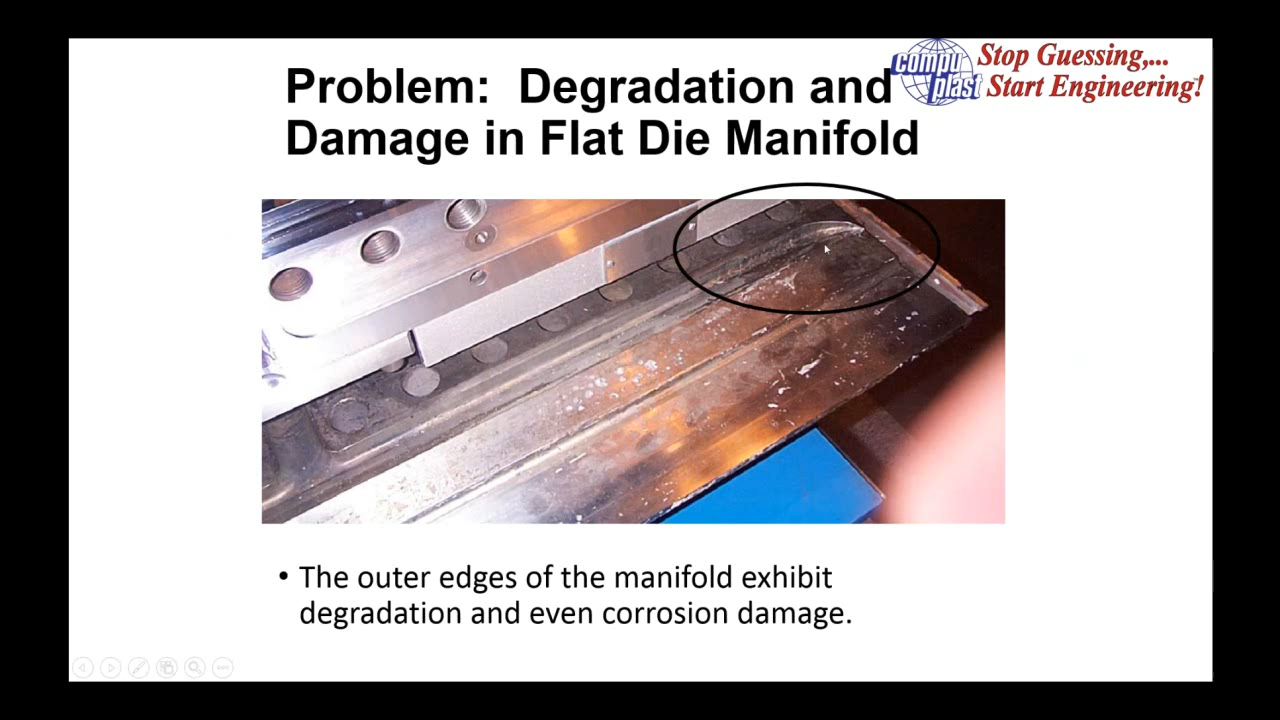 Problem:  Degradation and
Damage in Flat Die Manifold
compu
plast
Stop Guessing,...
Start Engineering!
• The outer edges of the manifold exhibit
degradation and even corrosion damage.